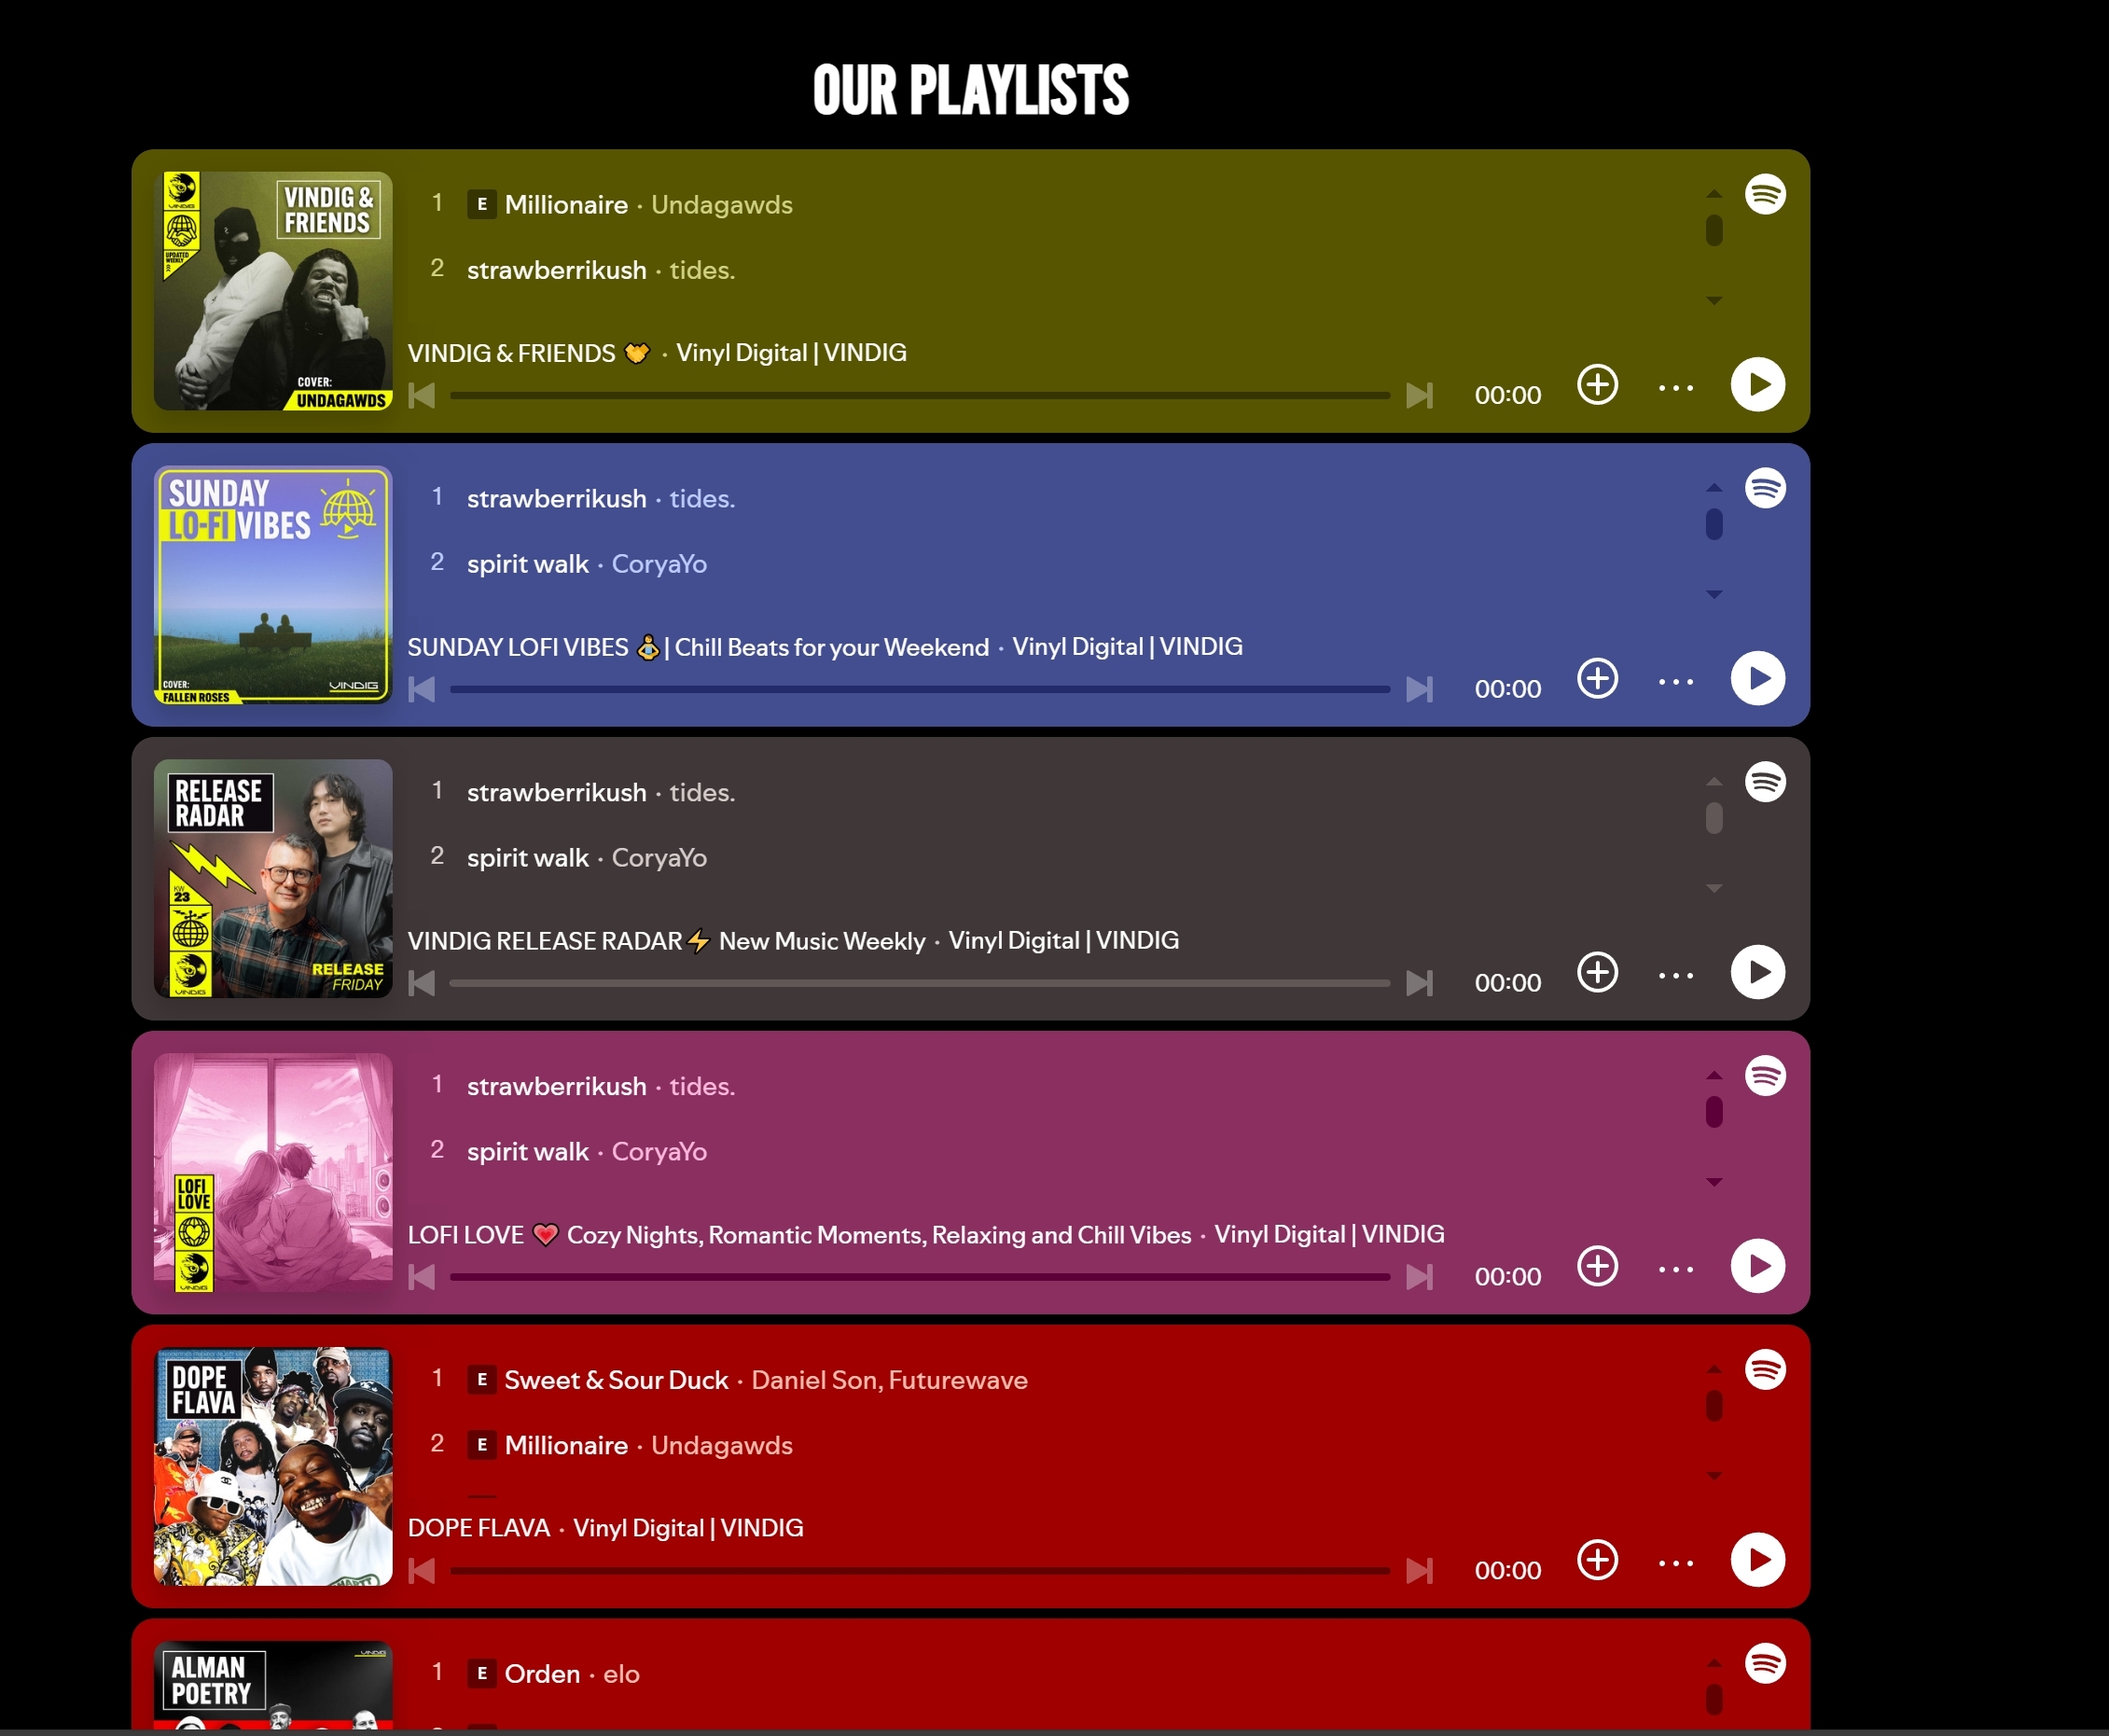 OUR PLAYLISTS
VINDIG &
FRIENDS
VINDIG
UPDATED
WEEKLY
COVER:
UNDAGAWDS
1 E Millionaire · Undagawds
2 strawberrikush · tides.
VINDIG & FRIENDS 💛 · Vinyl Digital | VINDIG
00:00
SUNDAY
LO-FI VIBES
COVER:
FALLEN ROSES
VINDIG
1 strawberrikush · tides.
2 spirit walk · CoryaYo
SUNDAY LOFI VIBES 🧘 | Chill Beats for your Weekend · Vinyl Digital | VINDIG
00:00
RELEASE
RADAR
KW
23
VINDIG
RELEASE
FRIDAY
1 strawberrikush · tides.
2 spirit walk · CoryaYo
VINDIG RELEASE RADAR⚡ New Music Weekly · Vinyl Digital | VINDIG
00:00
LOFI
LOVE
VINDIG
1 strawberrikush · tides.
2 spirit walk · CoryaYo
LOFI LOVE 💗 Cozy Nights, Romantic Moments, Relaxing and Chill Vibes · Vinyl Digital | VINDIG
00:00
DOPE
FLAVA
1 E Sweet & Sour Duck · Daniel Son, Futurewave
2 E Millionaire · Undagawds
DOPE FLAVA · Vinyl Digital | VINDIG
00:00
ALMAN
POETRY
VINDIG
1 E Orden · elo